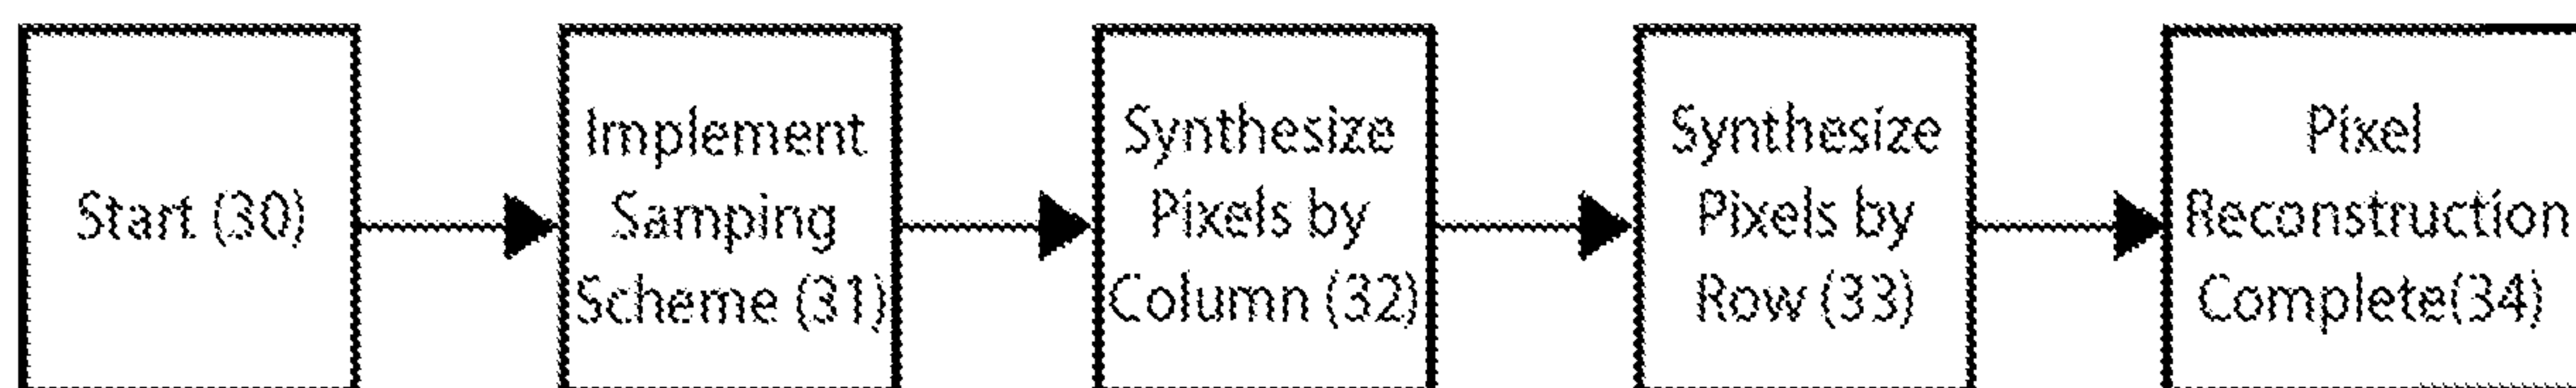 Start (30)
Implement
Samping
Scheme (31)
Synthesize
Pixels by
Column (32)
Synthesize
Pixels by
Row (33)
Pixel
Reconstruction
Complete(34)